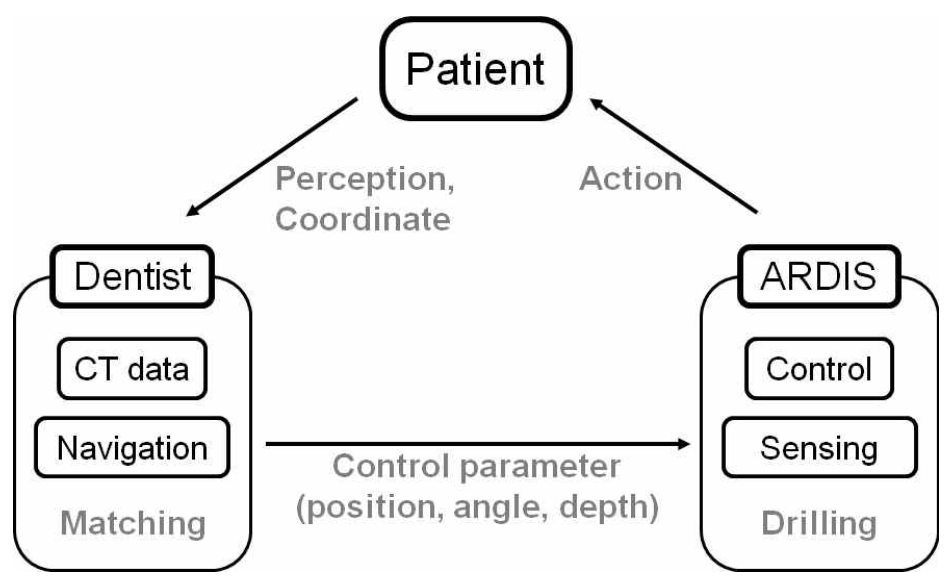 Patient
Perception,
Coordinate
Action
Dentist
CT data
Navigation
Matching
Control parameter
(position, angle, depth)
ARDIS
Control
Sensing
Drilling